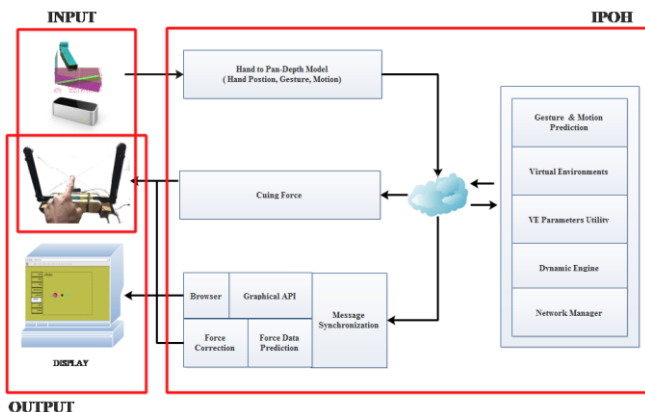 INPUT
IPOH
Hand to Pan-Depth Model
( Hand Postion, Gesture, Motion)
Gesture & Motion
Prediction
Virtual Environments
Cuing Force
VE Parameters Utility
Dynamic Engine
Browser
Graphical API
Message
Synchronization
Network Manager
Force
Correction
Force Data
Prediction
DISPLAY
OUTPUT